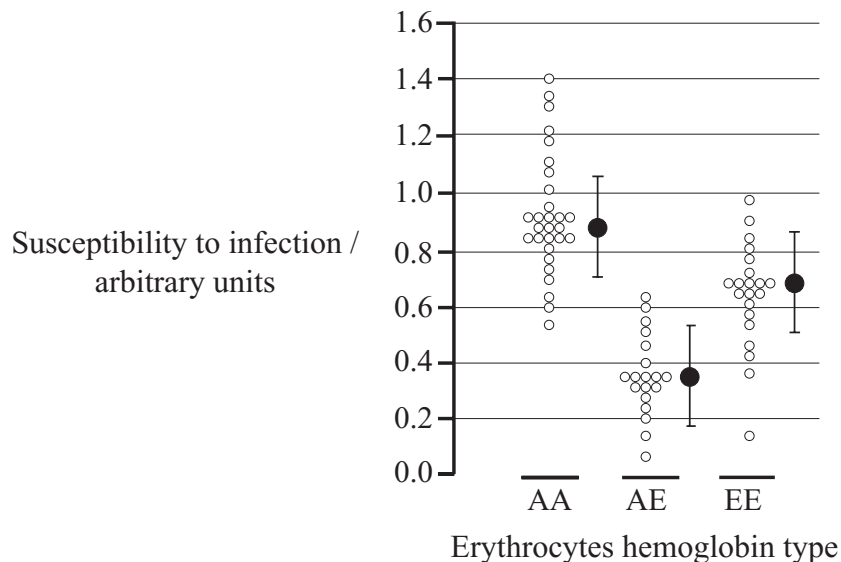 1.6
1.4
1.2
1.0
0.8
0.6
0.4
0.2
0.0
Susceptibility to infection /
arbitrary units
AA AE EE
Erythrocytes hemoglobin type